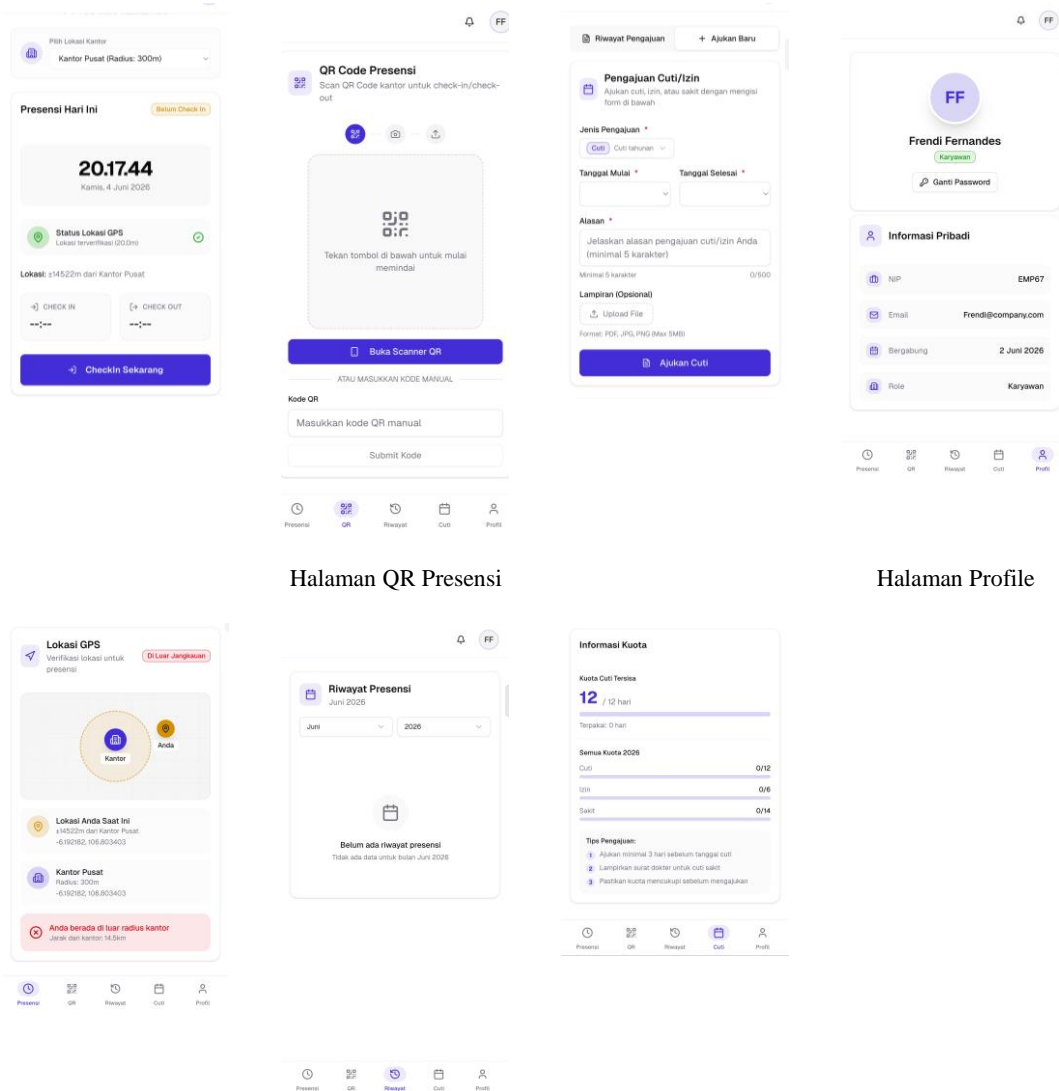 Pilih Lokasi Kantor
Kantor Pusat (Radius: 300m)
Presensi Hari Ini
Belum Check In
20.17.44
Kamis, 4 Juni 2026
Status Lokasi GPS
Lokasi terverifikasi (20.0m)
Lokasi: ±14522m dari Kantor Pusat
CHECK IN
CHECK OUT
--:--
--:--
CheckIn Sekarang
FF
QR Code Presensi
Scan QR Code kantor untuk check-in/check-
out
Tekan tombol di bawah untuk mulai
memindai
Buka Scanner QR
ATAU MASUKKAN KODE MANUAL
Kode QR
Masukkan kode QR manual
Submit Kode
Presensi
QR
Riwayat
Cuti
Profil
Riwayat Pengajuan
+ Ajukan Baru
Pengajuan Cuti/Izin
Ajukan cuti, izin, atau sakit dengan mengisi
form di bawah
Jenis Pengajuan *
Cuti Cuti tahunan
Tanggal Mulai *
Tanggal Selesai *
Alasan *
Jelaskan alasan pengajuan cuti/izin Anda
(minimal 5 karakter)
Minimal 5 karakter
0/500
Lampiran (Opsional)
Upload File
Format: PDF, JPG, PNG (Max 5MB)
Ajukan Cuti
FF
FF
Frendi Fernandes
Karyawan
Ganti Password
Informasi Pribadi
NIP
EMP67
Email
Frendi@company.com
Bergabung
2 Juni 2026
Role
Karyawan
Presensi
QR
Riwayat
Cuti
Profil
Halaman QR Presensi
Halaman Profile
Lokasi GPS
Verifikasi lokasi untuk
presensi
Di Luar Jangkauan
Kantor
Anda
Lokasi Anda Saat Ini
±14522m dari Kantor Pusat
-6.192182, 106.803403
Kantor Pusat
Radius: 300m
-6.192182, 106.803403
Anda berada di luar radius kantor
Jarak dari kantor: 14.5km
Presensi
QR
Riwayat
Cuti
Profil
FF
Riwayat Presensi
Juni 2026
Juni
2026
Belum ada riwayat presensi
Tidak ada data untuk bulan Juni 2026
Presensi
QR
Riwayat
Cuti
Profil
Informasi Kuota
Kuota Cuti Tersisa
12 / 12 hari
Terpakai: 0 hari
Semua Kuota 2026
Cuti
0/12
Izin
0/6
Sakit
0/14
Tips Pengajuan:
1 Ajukan minimal 3 hari sebelum tanggal cuti
2 Lampirkan surat dokter untuk cuti sakit
3 Pastikan kuota mencukupi sebelum mengajukan
Presensi
QR
Riwayat
Cuti
Profil